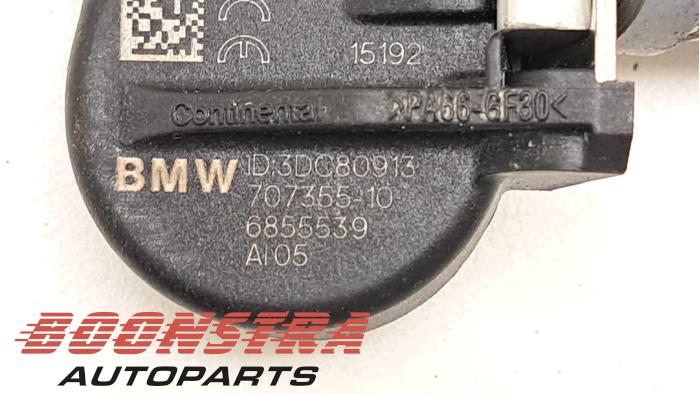 15192
Continental >PA66-GF30<
BMW ID:3DC80913
707355-10
6855539
AI05
BOONSTRA
AUTOPARTS